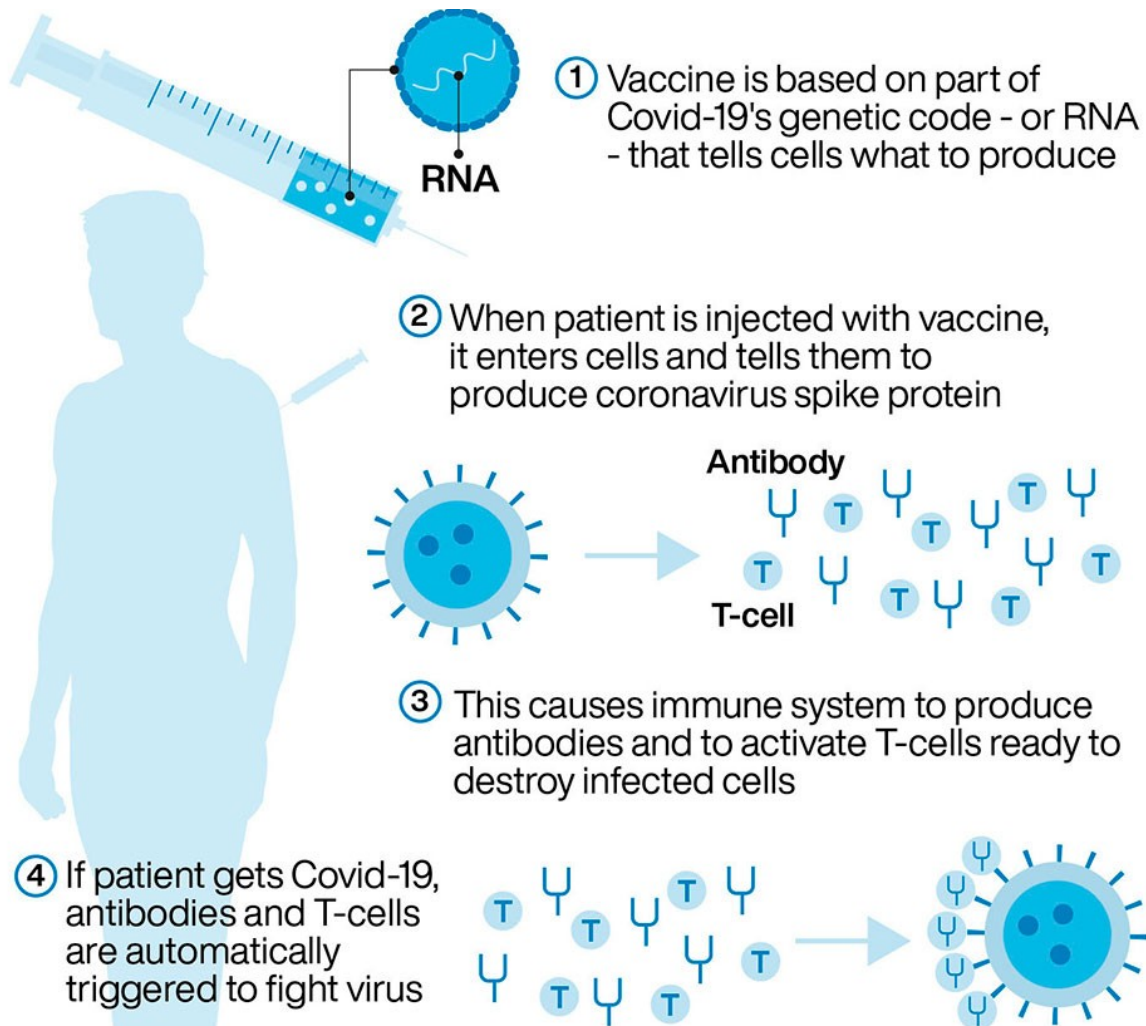 RNA
1 Vaccine is based on part of
Covid-19's genetic code - or RNA
- that tells cells what to produce
2 When patient is injected with vaccine,
it enters cells and tells them to
produce coronavirus spike protein
Antibody
T T T T T T T
T-cell
3 This causes immune system to produce
antibodies and to activate T-cells ready to
destroy infected cells
4 If patient gets Covid-19,
antibodies and T-cells
are automatically
triggered to fight virus
T T T T T T T